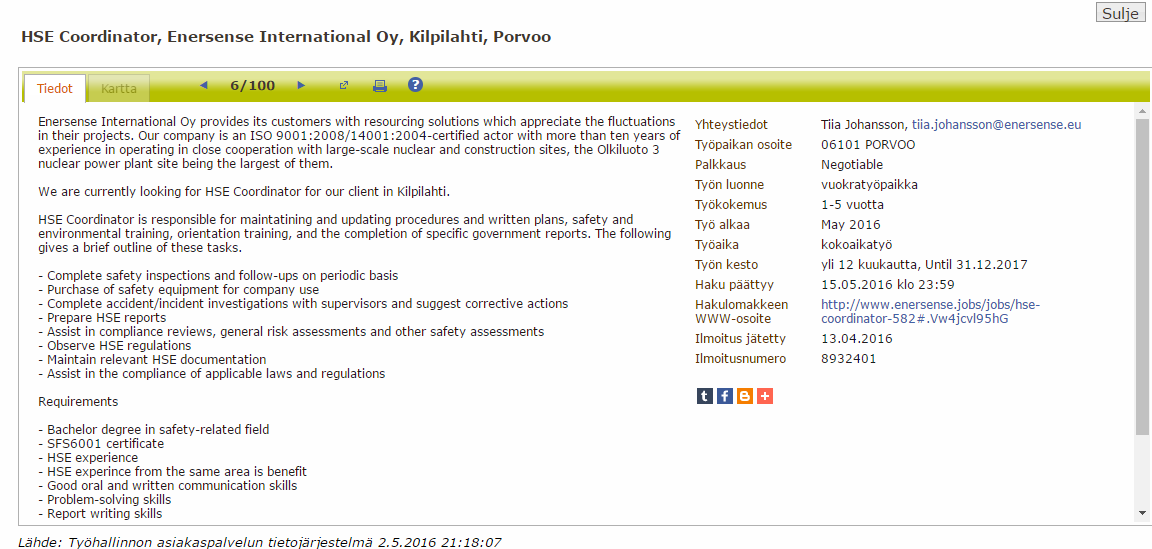 Sulje
HSE Coordinator, Enersense International Oy, Kilpilahti, Porvoo
Tiedot
Kartta
6/100
Enersense International Oy provides its customers with resourcing solutions which appreciate the fluctuations
in their projects. Our company is an ISO 9001:2008/14001:2004-certified actor with more than ten years of
experience in operating in close cooperation with large-scale nuclear and construction sites, the Olkiluoto 3
nuclear power plant site being the largest of them.
We are currently looking for HSE Coordinator for our client in Kilpilahti.
HSE Coordinator is responsible for maintatining and updating procedures and written plans, safety and
environmental training, orientation training, and the completion of specific government reports. The following
gives a brief outline of these tasks.
- Complete safety inspections and follow-ups on periodic basis
- Purchase of safety equipment for company use
- Complete accident/incident investigations with supervisors and suggest corrective actions
- Prepare HSE reports
- Assist in compliance reviews, general risk assessments and other safety assessments
- Observe HSE regulations
- Maintain relevant HSE documentation
- Assist in the compliance of applicable laws and regulations
Requirements
- Bachelor degree in safety-related field
- SFS6001 certificate
- HSE experience
- HSE experince from the same area is benefit
- Good oral and written communication skills
- Problem-solving skills
- Report writing skills
Yhteystiedot Tiia Johansson, tiia.johansson@enersense.eu
Työpaikan osoite 06101 PORVOO
Palkkaus Negotiable
Työn luonne vuokratyöpaikka
Työkokemus 1-5 vuotta
Työ alkaa May 2016
Työaika kokoaikatyö
Työn kesto yli 12 kuukautta, Until 31.12.2017
Haku päättyy 15.05.2016 klo 23:59
Hakulomakkeen http://www.enersense.jobs/jobs/hse-
WWW-osoite coordinator-582#.Vw4jcvl95hG
Ilmoitus jätetty 13.04.2016
Ilmoitusnumero 8932401
Lähde: Työhallinnon asiakaspalvelun tietojärjestelmä 2.5.2016 21:18:07